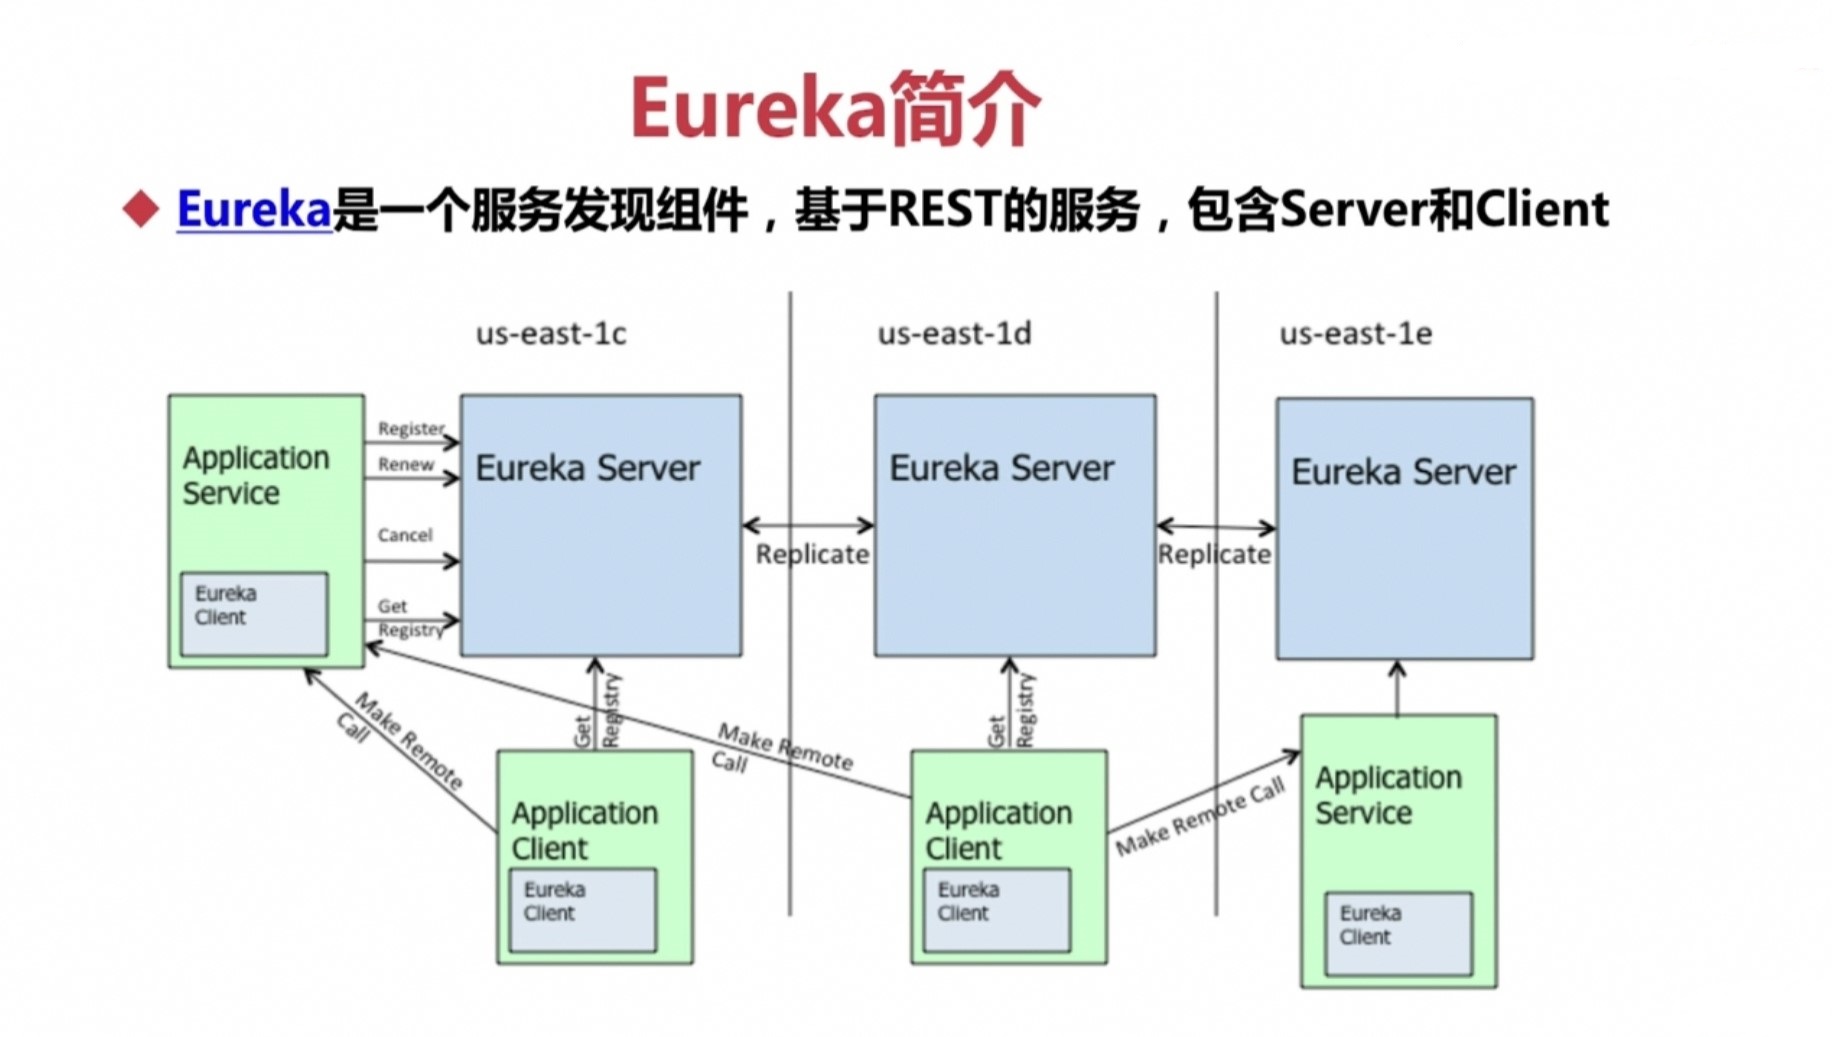 Eureka简介
Eureka是一个服务发现组件，基于REST的服务，包含Server和Client
us-east-1c
us-east-1d
us-east-1e
Application
Service
Eureka
Client
Register
Renew
Cancel
Get
Registry
Eureka Server
Replicate
Eureka Server
Replicate
Eureka Server
Make Remote
Call
Get
Registry
Make Remote
Call
Get
Registry
Make Remote Call
Application
Client
Eureka
Client
Application
Client
Eureka
Client
Application
Service
Eureka
Client